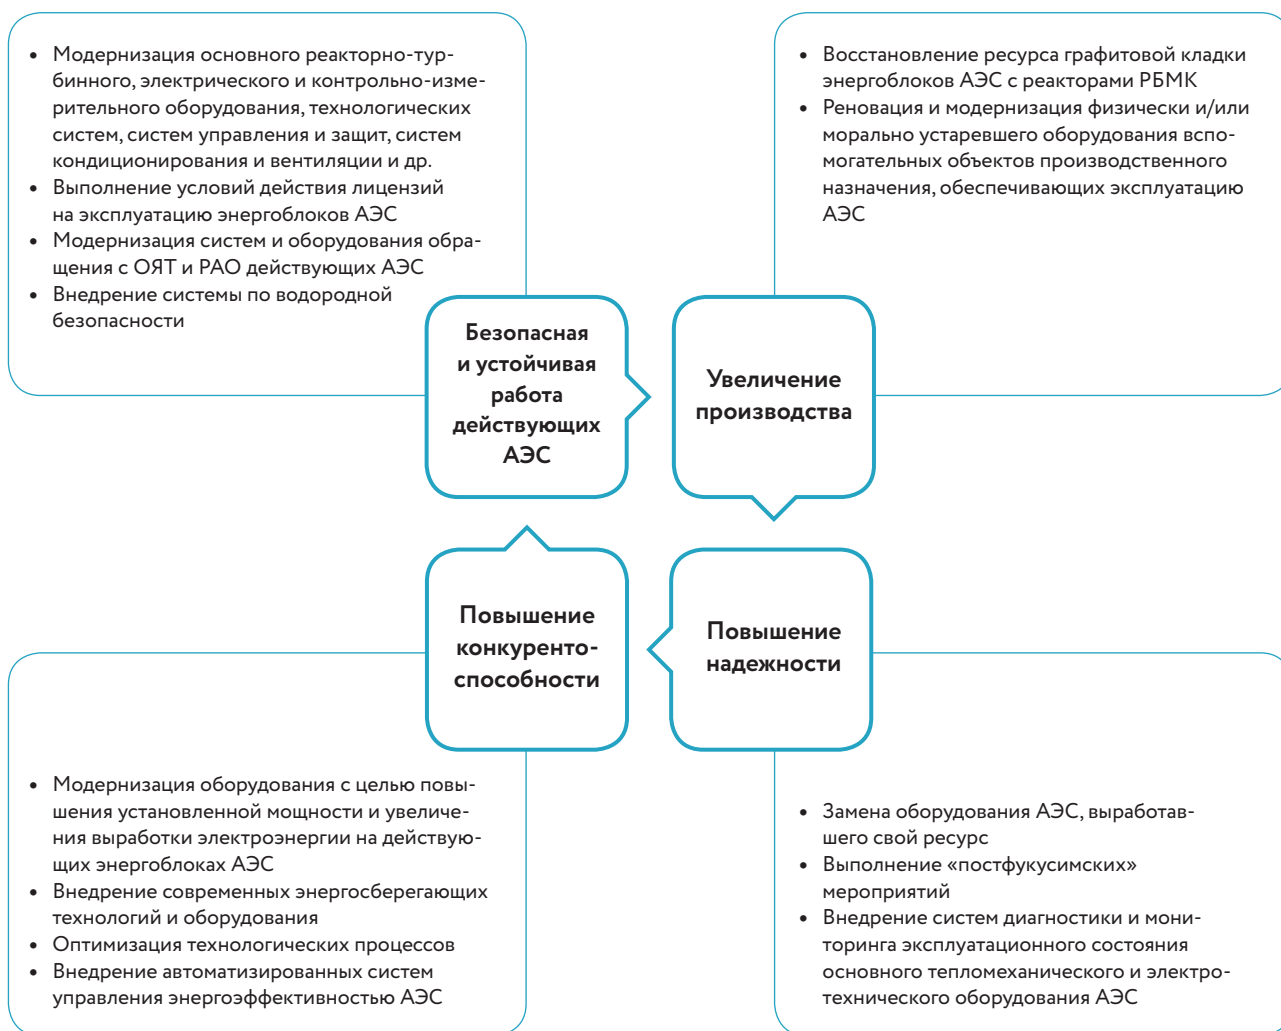 • Модернизация основного реакторно-тур-
бинного, электрического и контрольно-изме-
рительного оборудования, технологических
систем, систем управления и защит, систем
кондиционирования и вентиляции и др.
• Выполнение условий действия лицензий
на эксплуатацию энергоблоков АЭС
• Модернизация систем и оборудования обра-
щения с ОЯТ и РАО действующих АЭС
• Внедрение системы по водородной
безопасности
• Восстановление ресурса графитовой кладки
энергоблоков АЭС с реакторами РБМК
• Реновация и модернизация физически и/или
морально устаревшего оборудования вспо-
могательных объектов производственного
назначения, обеспечивающих эксплуатацию
АЭС
Безопасная
и устойчивая
работа
действующих
АЭС
Увеличение
производства
Повышение
конкуренто-
способности
Повышение
надежности
• Модернизация оборудования с целью повы-
шения установленной мощности и увеличе-
ния выработки электроэнергии на действую-
щих энергоблоках АЭС
• Внедрение современных энергосберегающих
технологий и оборудования
• Оптимизация технологических процессов
• Внедрение автоматизированных систем
управления энергоэффективностью АЭС
• Замена оборудования АЭС, выработав-
шего свой ресурс
• Выполнение «постфукусимских»
мероприятий
• Внедрение систем диагностики и мони-
торинга эксплуатационного состояния
основного тепломеханического и электро-
технического оборудования АЭС